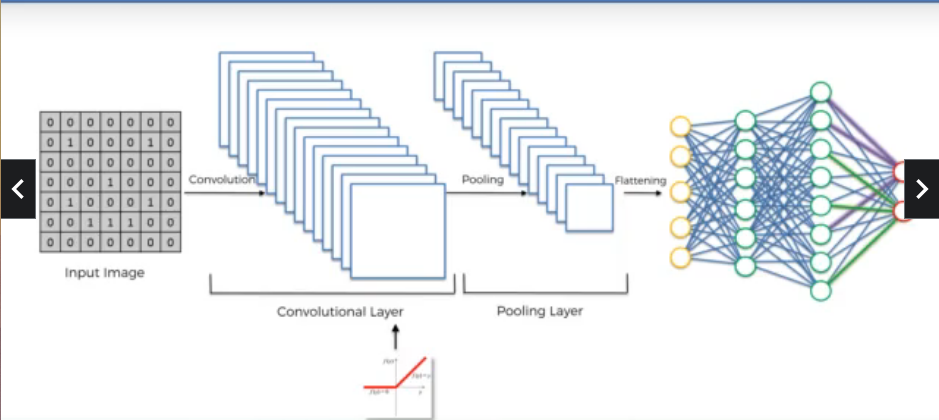 0 0 0 0 0 0 0
0 1 0 0 0 1 0
0 0 0 0 0 0 0
0 0 0 1 0 0 0
0 1 0 0 0 1 0
0 0 1 1 1 0 0
0 0 0 0 0 0 0
Input Image
Convolution
Convolutional Layer
Pooling
Pooling Layer
Flattening